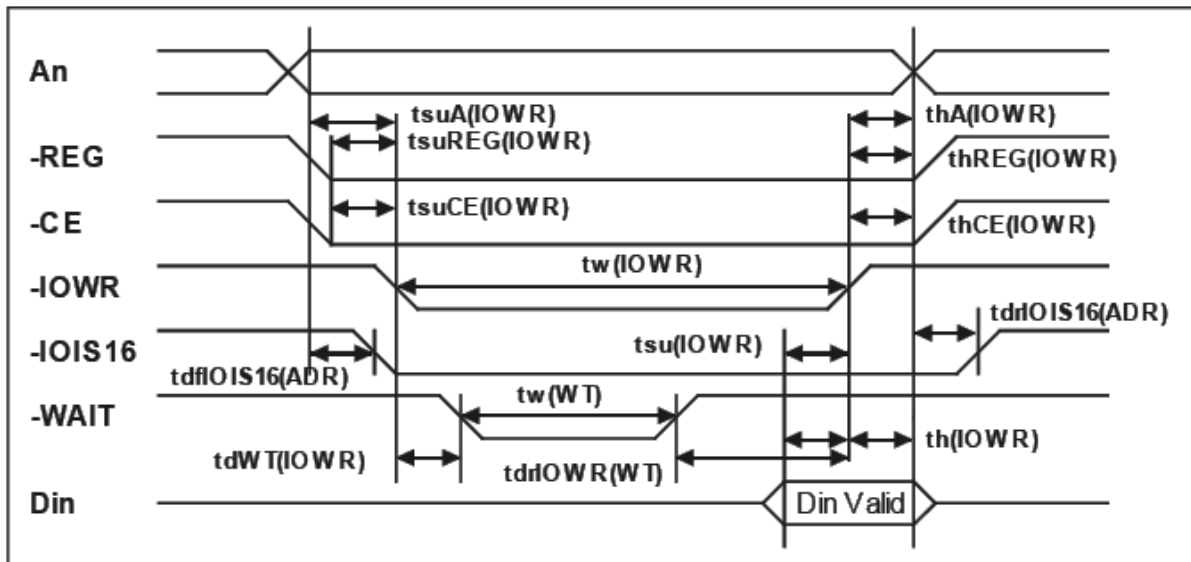 An
tsuA(IOWR)
thA(IOWR)
tsuREG(IOWR)
-REG
thREG(IOWR)
tsuCE(IOWR)
-CE
thCE(IOWR)
tw(IOWR)
-IOWR
tdrIOIS16(ADR)
-IOIS16
tsu(IOWR)
tdfIOIS16(ADR)
tw(WT)
-WAIT
th(IOWR)
tdWT(IOWR)
tdrIOWR(WT)
Din
Din Valid